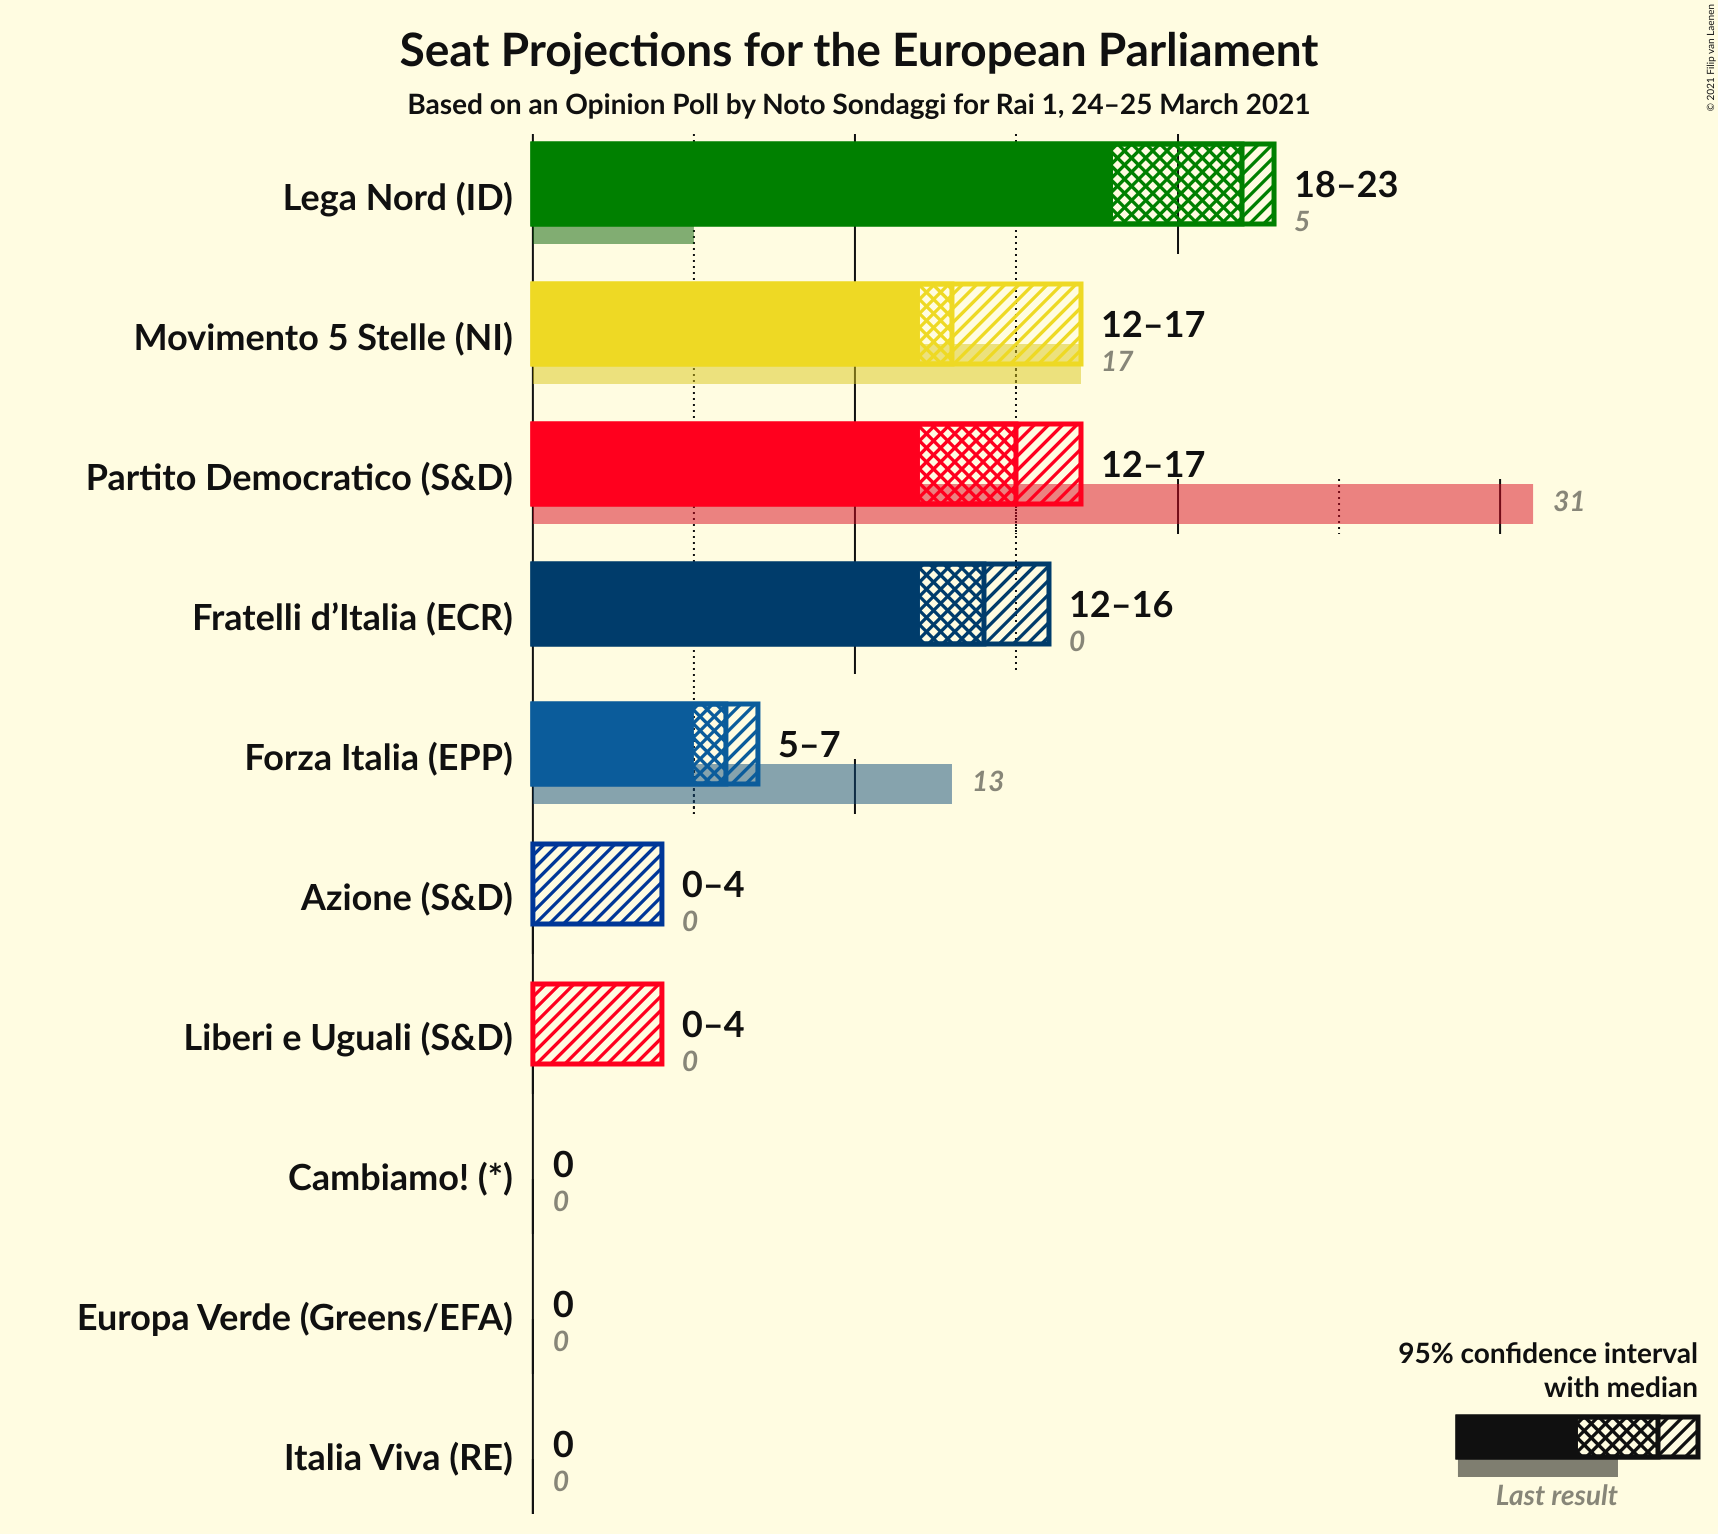 Seat Projections for the European Parliament
Based on an Opinion Poll by Noto Sondaggi for Rai 1, 24–25 March 2021
© 2021 Filip van Laenen
Lega Nord (ID)
18–23
5
Movimento 5 Stelle (NI)
12–17
17
Partito Democratico (S&D)
12–17
31
Fratelli d’Italia (ECR)
12–16
0
Forza Italia (EPP)
5–7
13
Azione (S&D)
0–4
0
Liberi e Uguali (S&D)
0–4
0
Cambiamo! (*)
0
0
Europa Verde (Greens/EFA)
0
0
Italia Viva (RE)
0
0
95% confidence interval
with median
Last result